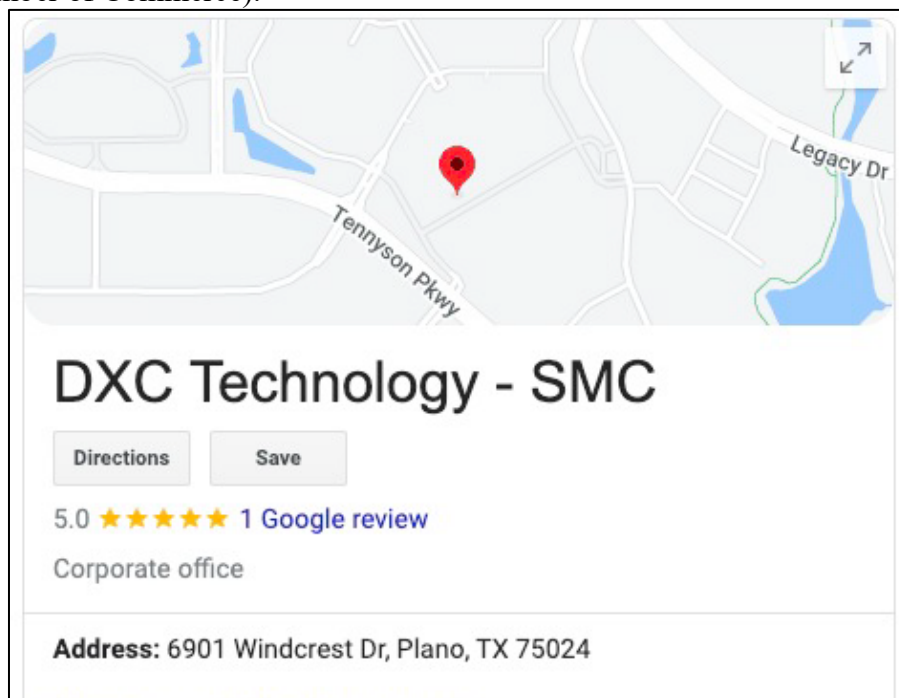 Legacy Dr
Tennyson Pkwy
DXC Technology - SMC
Directions Save
5.0 1 Google review
Corporate office
Address: 6901 Windcrest Dr, Plano, TX 75024